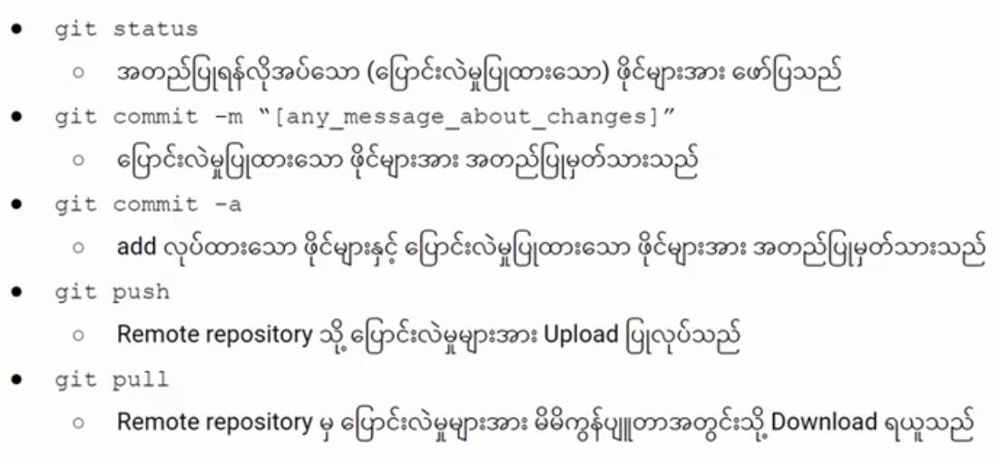 ● git status
○ အတည်ပြုရန်လိုအပ်သော (ပြောင်းလဲမှုပြုထားသော) ဖိုင်များအား ဖော်ပြသည်
● git commit -m “[any_message_about_changes]”
○ ပြောင်းလဲမှုပြုထားသော ဖိုင်များအား အတည်ပြုမှတ်သားသည်
● git commit -a
○ add လုပ်ထားသော ဖိုင်များနှင့် ပြောင်းလဲမှုပြုထားသော ဖိုင်များအား အတည်ပြုမှတ်သားသည်
● git push
○ Remote repository သို့ ပြောင်းလဲမှုများအား Upload ပြုလုပ်သည်
● git pull
○ Remote repository မှ ပြောင်းလဲမှုများအား မိမိကွန်ပျူတာအတွင်းသို့ Download ရယူသည်